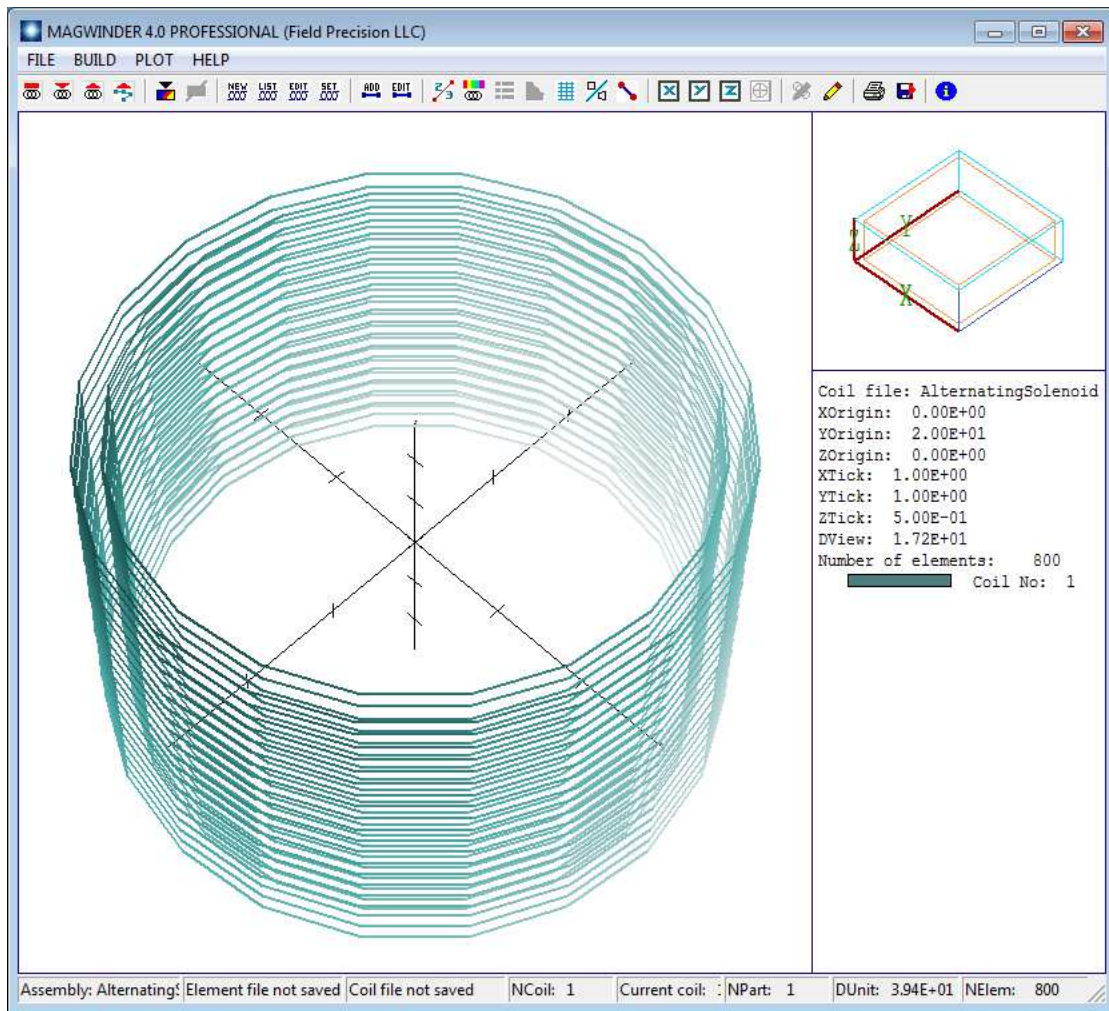 MAGWINDER 4.0 PROFESSIONAL (Field Precision LLC)
FILE BUILD PLOT HELP
NEW LIST EDIT SET ADD EDIT 2/3 X Y Z i
Z Y
X
Coil file: AlternatingSolenoid
XOrigin: 0.00E+00
YOrigin: 2.00E+01
ZOrigin: 0.00E+00
XTick: 1.00E+00
YTick: 1.00E+00
ZTick: 5.00E-01
DView: 1.72E+01
Number of elements: 800
Coil No: 1
Assembly: Alternating Element file not saved Coil file not saved NCoil: 1 Current coil: NPart: 1 DUnit: 3.94E+01 NElem: 800